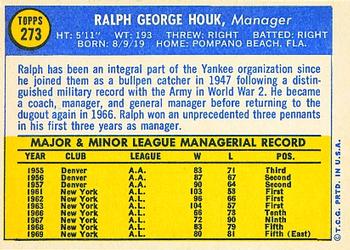 TOPPS
273
RALPH GEORGE HOUK, Manager
HT: 5'11" WT: 193 THREW: RIGHT BATTED: RIGHT
BORN: 8/9/19 HOME: POMPANO BEACH, FLA.
Ralph has been an integral part of the Yankee organization since
he joined them as a bullpen catcher in 1947 following a
distinguished military record with the Army in World War 2. He became
a coach, manager, and general manager before returning to the
dugout again in 1966. Ralph won an unprecedented three pennants
in his first three years as manager.
MAJOR & MINOR LEAGUE MANAGERIAL RECORD
YEAR CLUB LEAGUE W L POS.
1955 Denver A.A. 83 71 Third
1956 Denver A.A. 86 67 Second
1957 Denver A.A. 90 64 Second
1961 New York A.L. 109 53 First
1962 New York A.L. 96 66 First
1963 New York A.L. 104 57 First
1966 New York A.L. 66 73 Tenth
1967 New York A.L. 72 90 Ninth
1968 New York A.L. 83 79 Fifth
1969 New York A.L. 80 81 Fifth (East)
© T.C.G. PRTD. IN U.S.A.